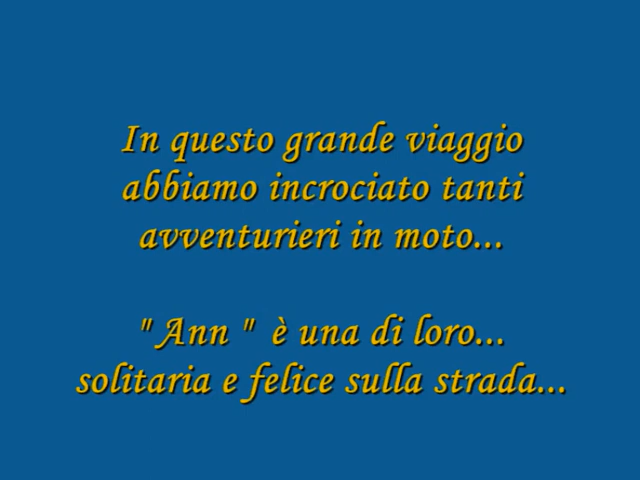 In questo grande viaggio
abbiamo incrociato tanti
avventurieri in moto...
" Ann " è una di loro...
solitaria e felice sulla strada...